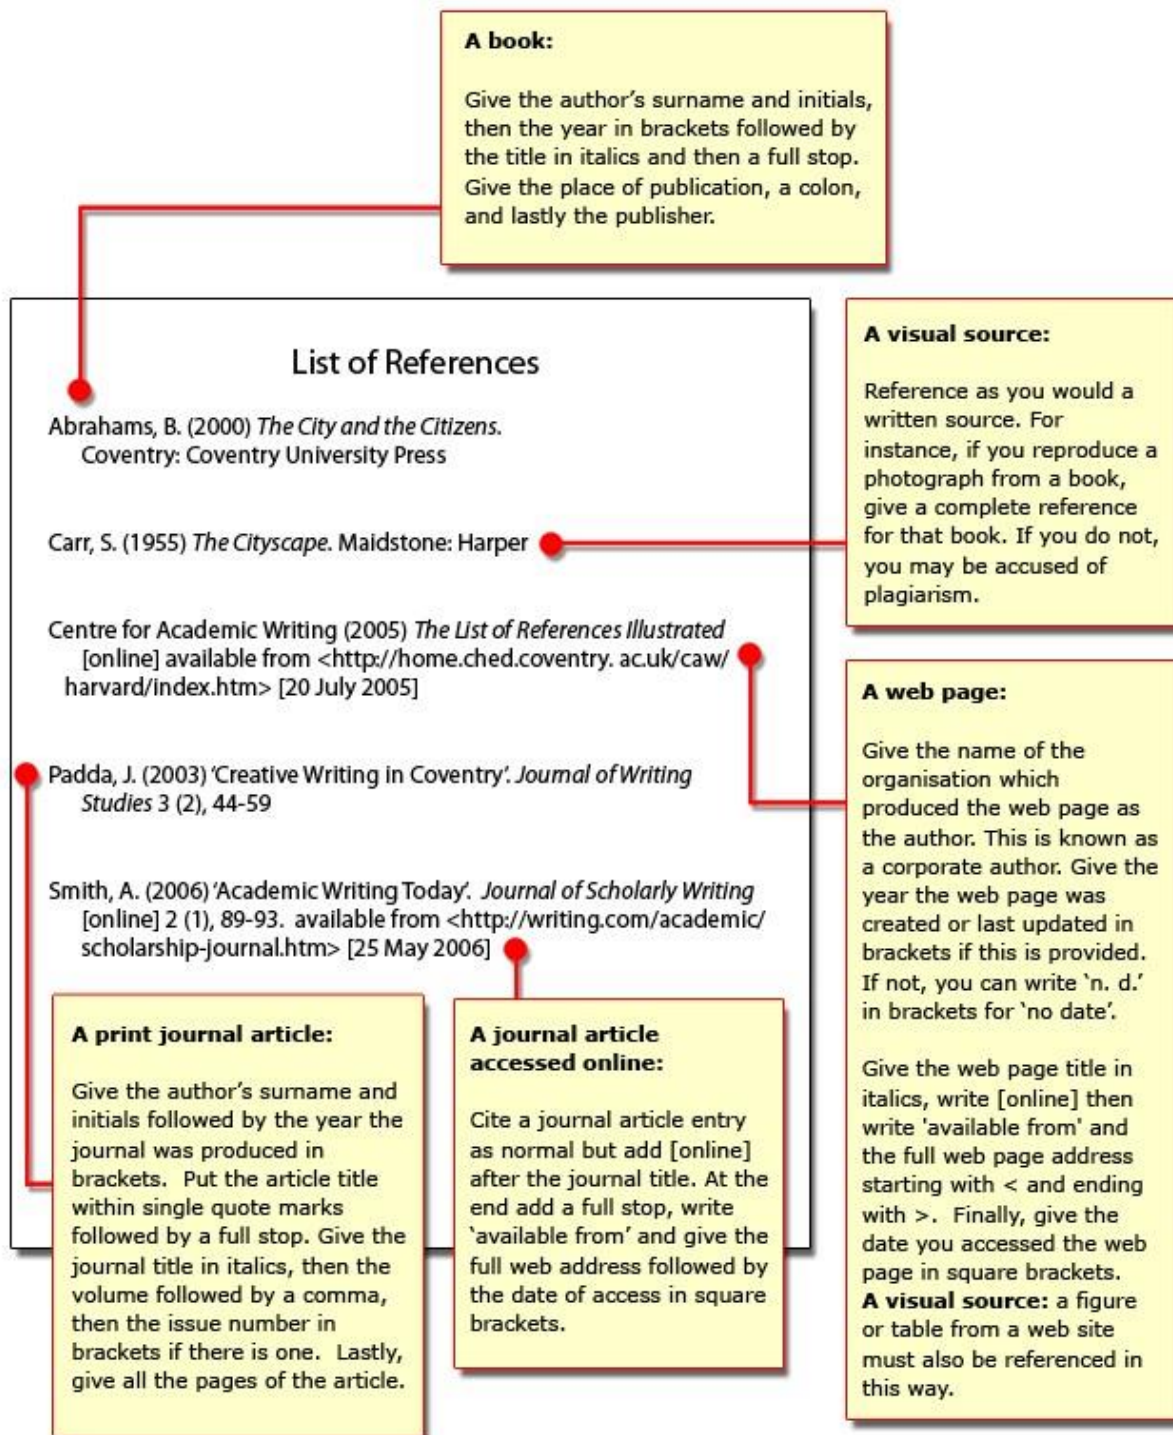 A book:
Give the author's surname and initials,
then the year in brackets followed by
the title in italics and then a full stop.
Give the place of publication, a colon,
and lastly the publisher.
List of References
Abrahams, B. (2000) The City and the Citizens.
Coventry: Coventry University Press
Carr, S. (1955) The Cityscape. Maidstone: Harper
Centre for Academic Writing (2005) The List of References Illustrated
[online] available from <http://home.ched.coventry. ac.uk/caw/
harvard/index.htm> [20 July 2005]
Padda, J. (2003) 'Creative Writing in Coventry'. Journal of Writing
Studies 3 (2), 44-59
Smith, A. (2006) 'Academic Writing Today'. Journal of Scholarly Writing
[online] 2 (1), 89-93. available from <http://writing.com/academic/
scholarship-journal.htm> [25 May 2006]
A visual source:
Reference as you would a
written source. For
instance, if you reproduce a
photograph from a book,
give a complete reference
for that book. If you do not,
you may be accused of
plagiarism.
A web page:
Give the name of the
organisation which
produced the web page as
the author. This is known as
a corporate author. Give the
year the web page was
created or last updated in
brackets if this is provided.
If not, you can write 'n. d.'
in brackets for 'no date'.
Give the web page title in
italics, write [online] then
write 'available from' and
the full web page address
starting with < and ending
with >. Finally, give the
date you accessed the web
page in square brackets.
A visual source: a figure
or table from a web site
must also be referenced in
this way.
A print journal article:
Give the author's surname and
initials followed by the year the
journal was produced in
brackets. Put the article title
within single quote marks
followed by a full stop. Give the
journal title in italics, then the
volume followed by a comma,
then the issue number in
brackets if there is one. Lastly,
give all the pages of the article.
A journal article
accessed online:
Cite a journal article entry
as normal but add [online]
after the journal title. At the
end add a full stop, write
'available from' and give the
full web address followed by
the date of access in square
brackets.